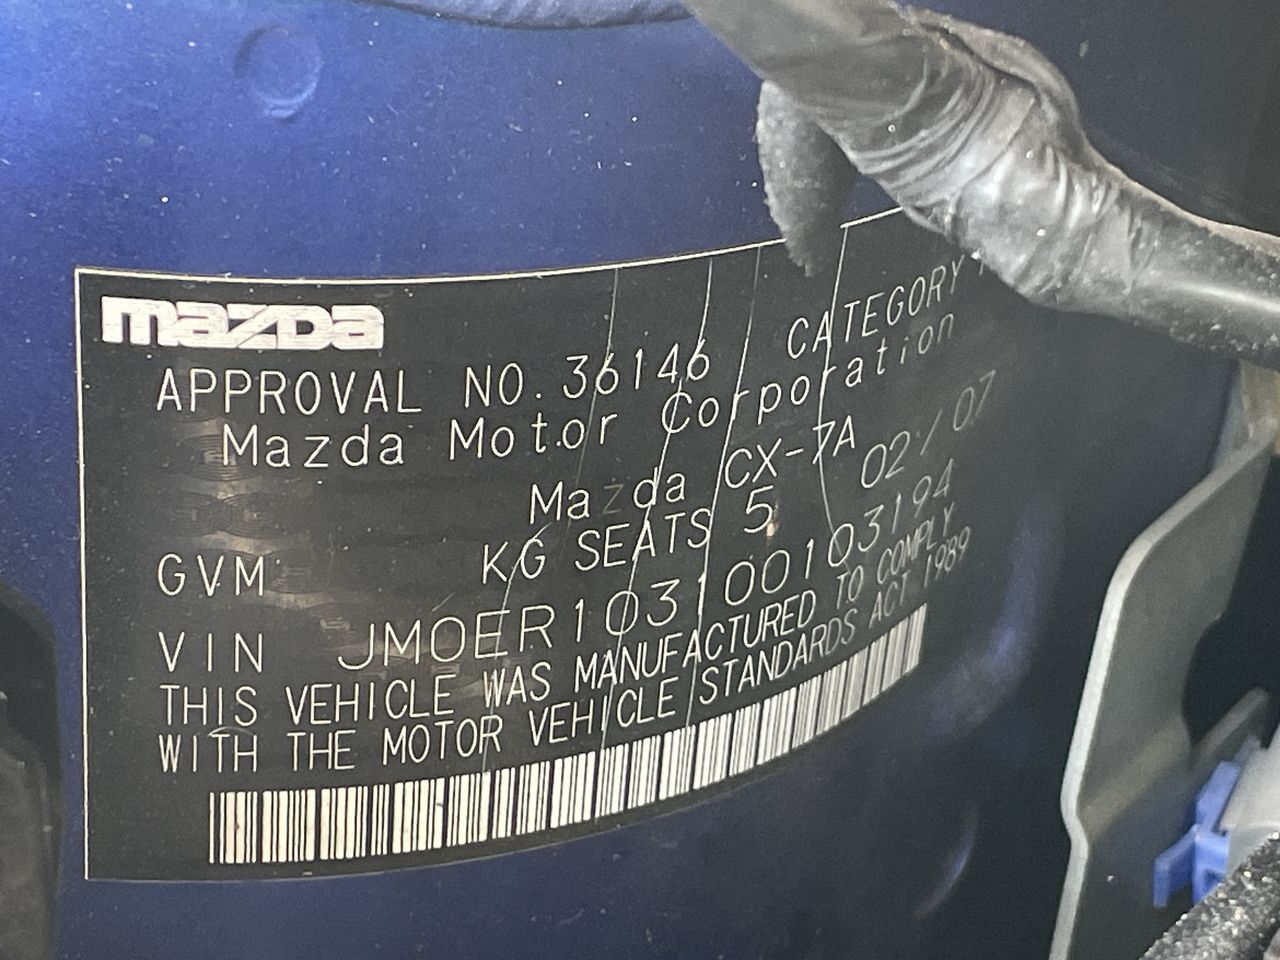 mazda
APPROVAL NO. 36146 CATEGORY
Mazda Motor Corporation
Mazda CX-7A 02/07
GVM KG SEATS 5
VIN JM0ER103100103194
THIS VEHICLE WAS MANUFACTURED TO COMPLY
WITH THE MOTOR VEHICLE STANDARDS ACT 1989